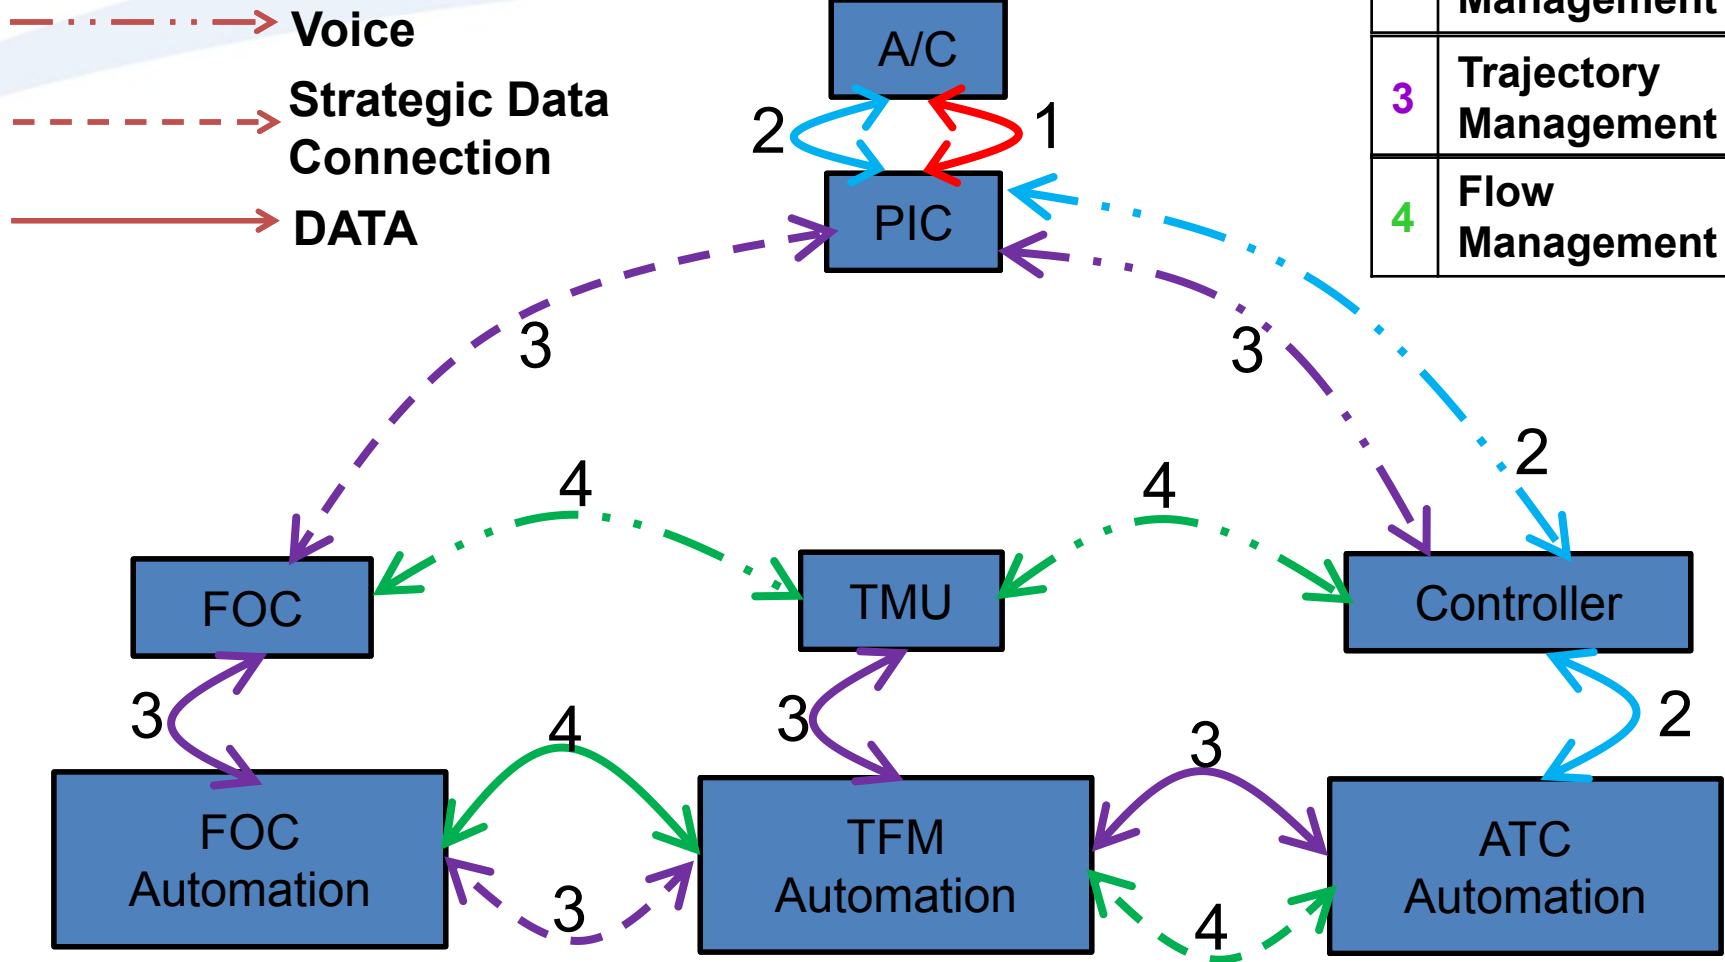 Voice
Strategic Data
Connection
DATA
Management
3
Trajectory
Management
4
Flow
Management
A/C
2
1
PIC
3
3
2
4
4
FOC
TMU
Controller
3
4
3
3
2
FOC
Automation
TFM
Automation
ATC
Automation
3
4